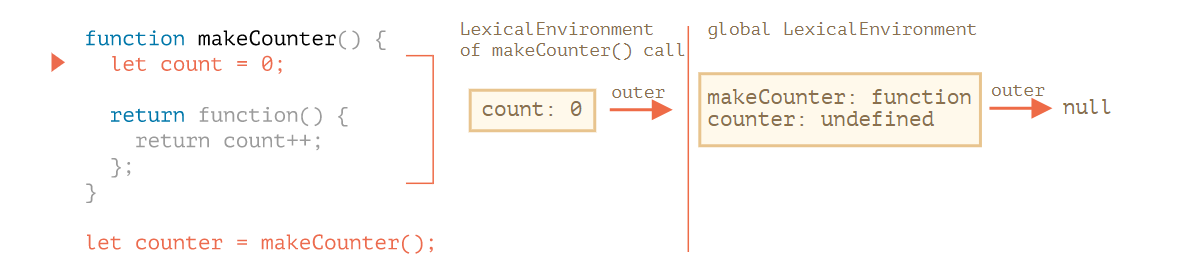 function makeCounter() {
let count = 0;
return function() {
return count++;
};
}
let counter = makeCounter();
LexicalEnvironment
of makeCounter() call
count: 0
outer
global LexicalEnvironment
makeCounter: function
counter: undefined
outer
null